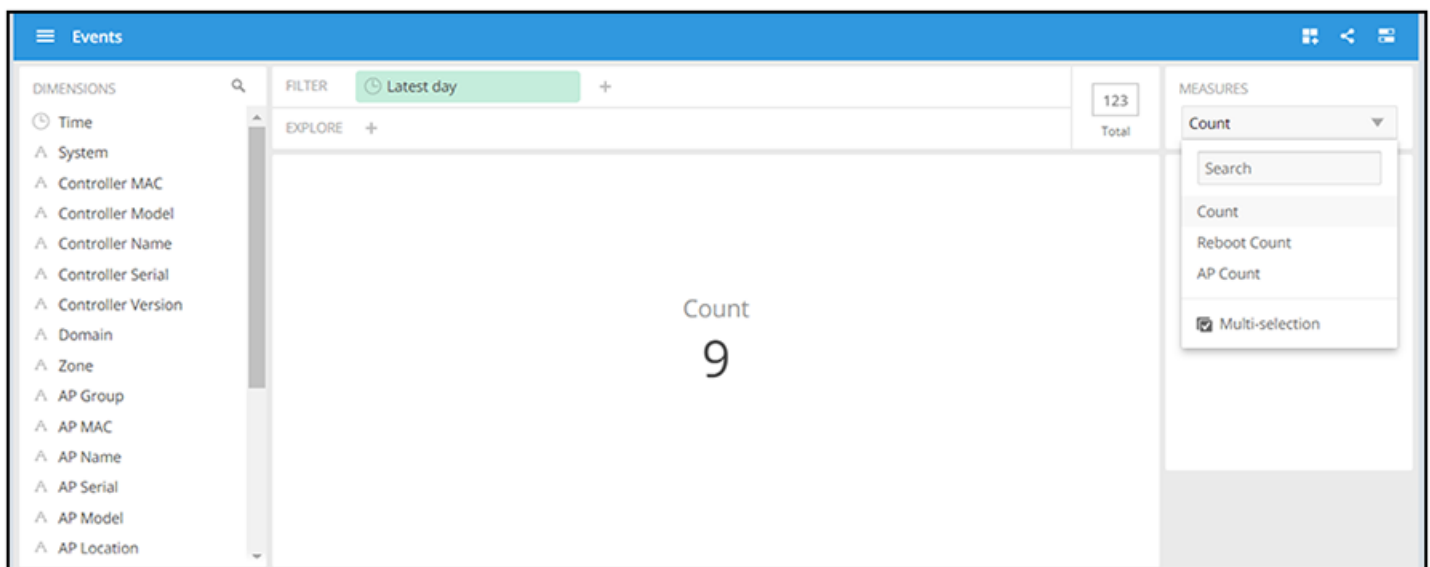 Events
DIMENSIONS
Time
System
Controller MAC
Controller Model
Controller Name
Controller Serial
Controller Version
Domain
Zone
AP Group
AP MAC
AP Name
AP Serial
AP Model
AP Location
FILTER Latest day +
EXPLORE +
123
Total
Count
9
MEASURES
Count
Search
Count
Reboot Count
AP Count
Multi-selection